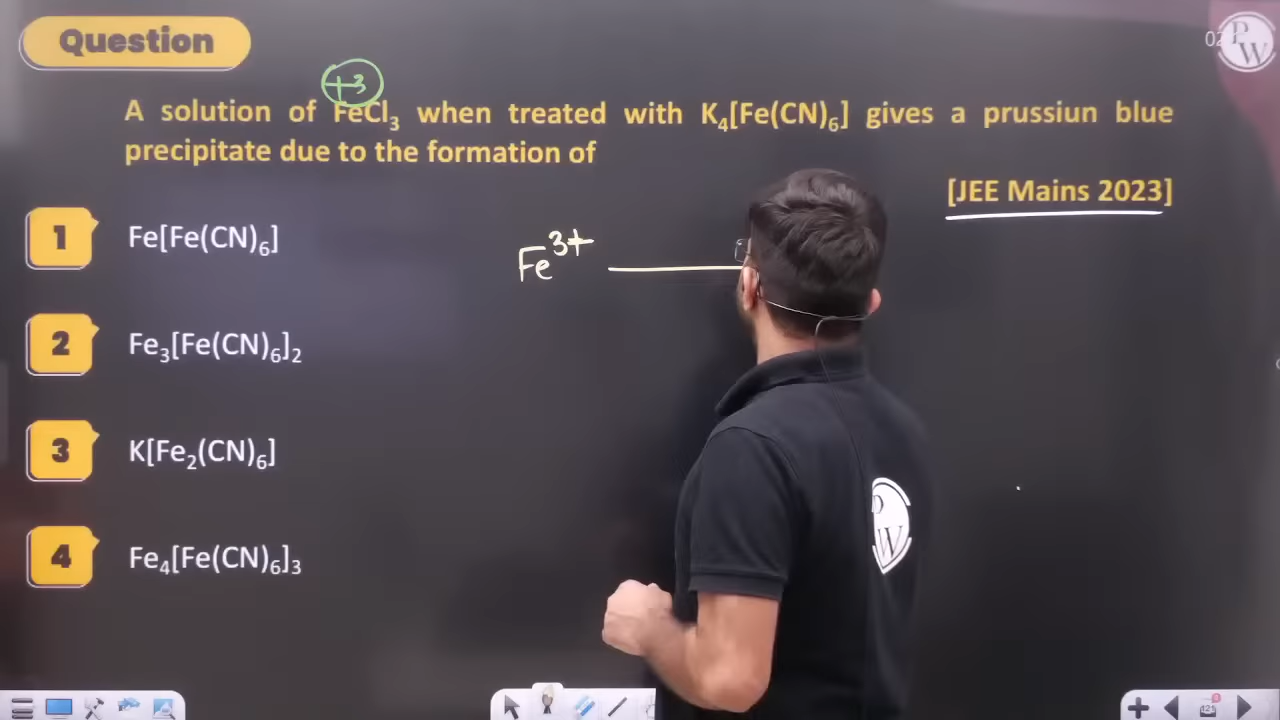 Question
+3
A solution of FeCl₃ when treated with K₄[Fe(CN)₆] gives a prussiun blue
precipitate due to the formation of
[JEE Mains 2023]
1 Fe[Fe(CN)₆]
Fe³⁺
2 Fe₃[Fe(CN)₆]₂
3 K[Fe₂(CN)₆]
4 Fe₄[Fe(CN)₆]₃
PW
PW